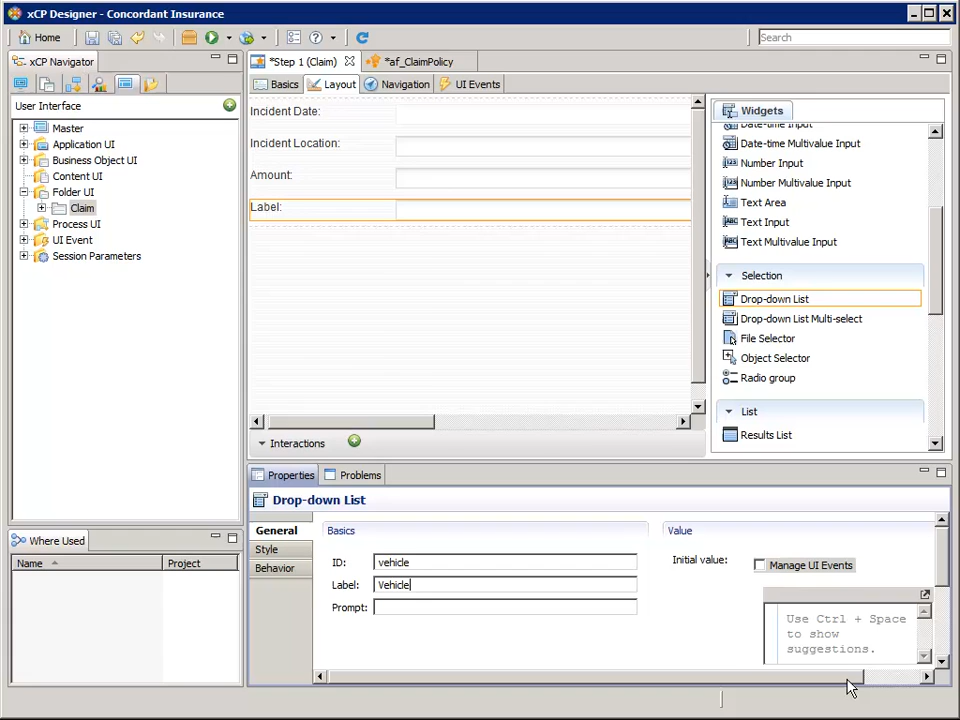 xCP Designer - Concordant Insurance
Home
Search
xCP Navigator
*Step 1 (Claim)
*af_ClaimPolicy
Basics
Layout
Navigation
UI Events
User Interface
Master
Application UI
Business Object UI
Content UI
Folder UI
Claim
Process UI
UI Event
Session Parameters
Incident Date:
Incident Location:
Amount:
Label:
Widgets
Date-time Input
Date-time Multivalue Input
Number Input
Number Multivalue Input
Text Area
Text Input
Text Multivalue Input
Selection
Drop-down List
Drop-down List Multi-select
File Selector
Object Selector
Radio group
List
Results List
Interactions
Properties
Problems
Drop-down List
General
Style
Behavior
Basics
ID:
vehicle
Label:
Vehicle
Prompt:
Value
Initial value:
Manage UI Events
Use Ctrl + Space
to show
suggestions.
Where Used
Name
Project